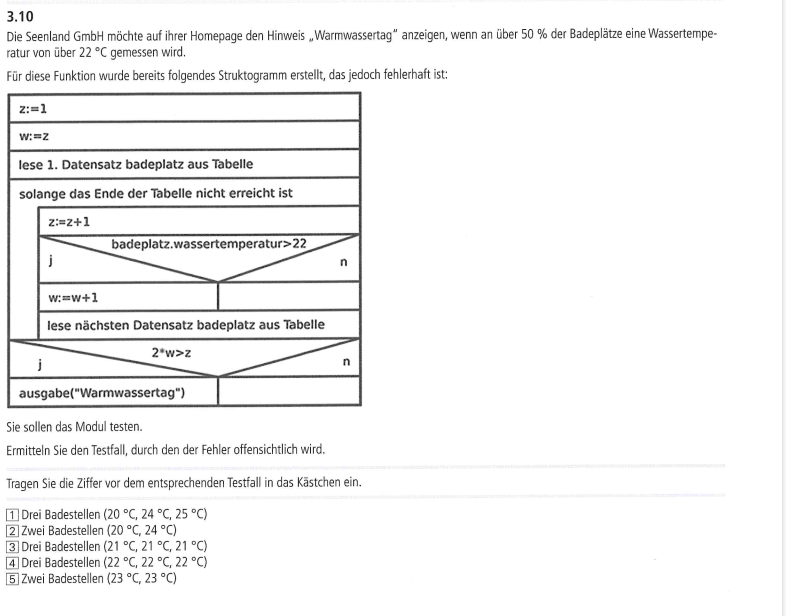 3.10
Die Seenland GmbH möchte auf ihrer Homepage den Hinweis „Warmwassertag" anzeigen, wenn an über 50 % der Badeplätze eine Wassertempe-
ratur von über 22 °C gemessen wird.
Für diese Funktion wurde bereits folgendes Struktogramm erstellt, das jedoch fehlerhaft ist:
z:=1
w:=z
lese 1. Datensatz badeplatz aus Tabelle
solange das Ende der Tabelle nicht erreicht ist
z:=z+1
badeplatz.wassertemperatur>22
j n
w:=w+1
lese nächsten Datensatz badeplatz aus Tabelle
2*w>z
j n
ausgabe("Warmwassertag")
Sie sollen das Modul testen.
Ermitteln Sie den Testfall, durch den der Fehler offensichtlich wird.
Tragen Sie die Ziffer vor dem entsprechenden Testfall in das Kästchen ein.
1 Drei Badestellen (20 °C, 24 °C, 25 °C)
2 Zwei Badestellen (20 °C, 24 °C)
3 Drei Badestellen (21 °C, 21 °C, 21 °C)
4 Drei Badestellen (22 °C, 22 °C, 22 °C)
5 Zwei Badestellen (23 °C, 23 °C)